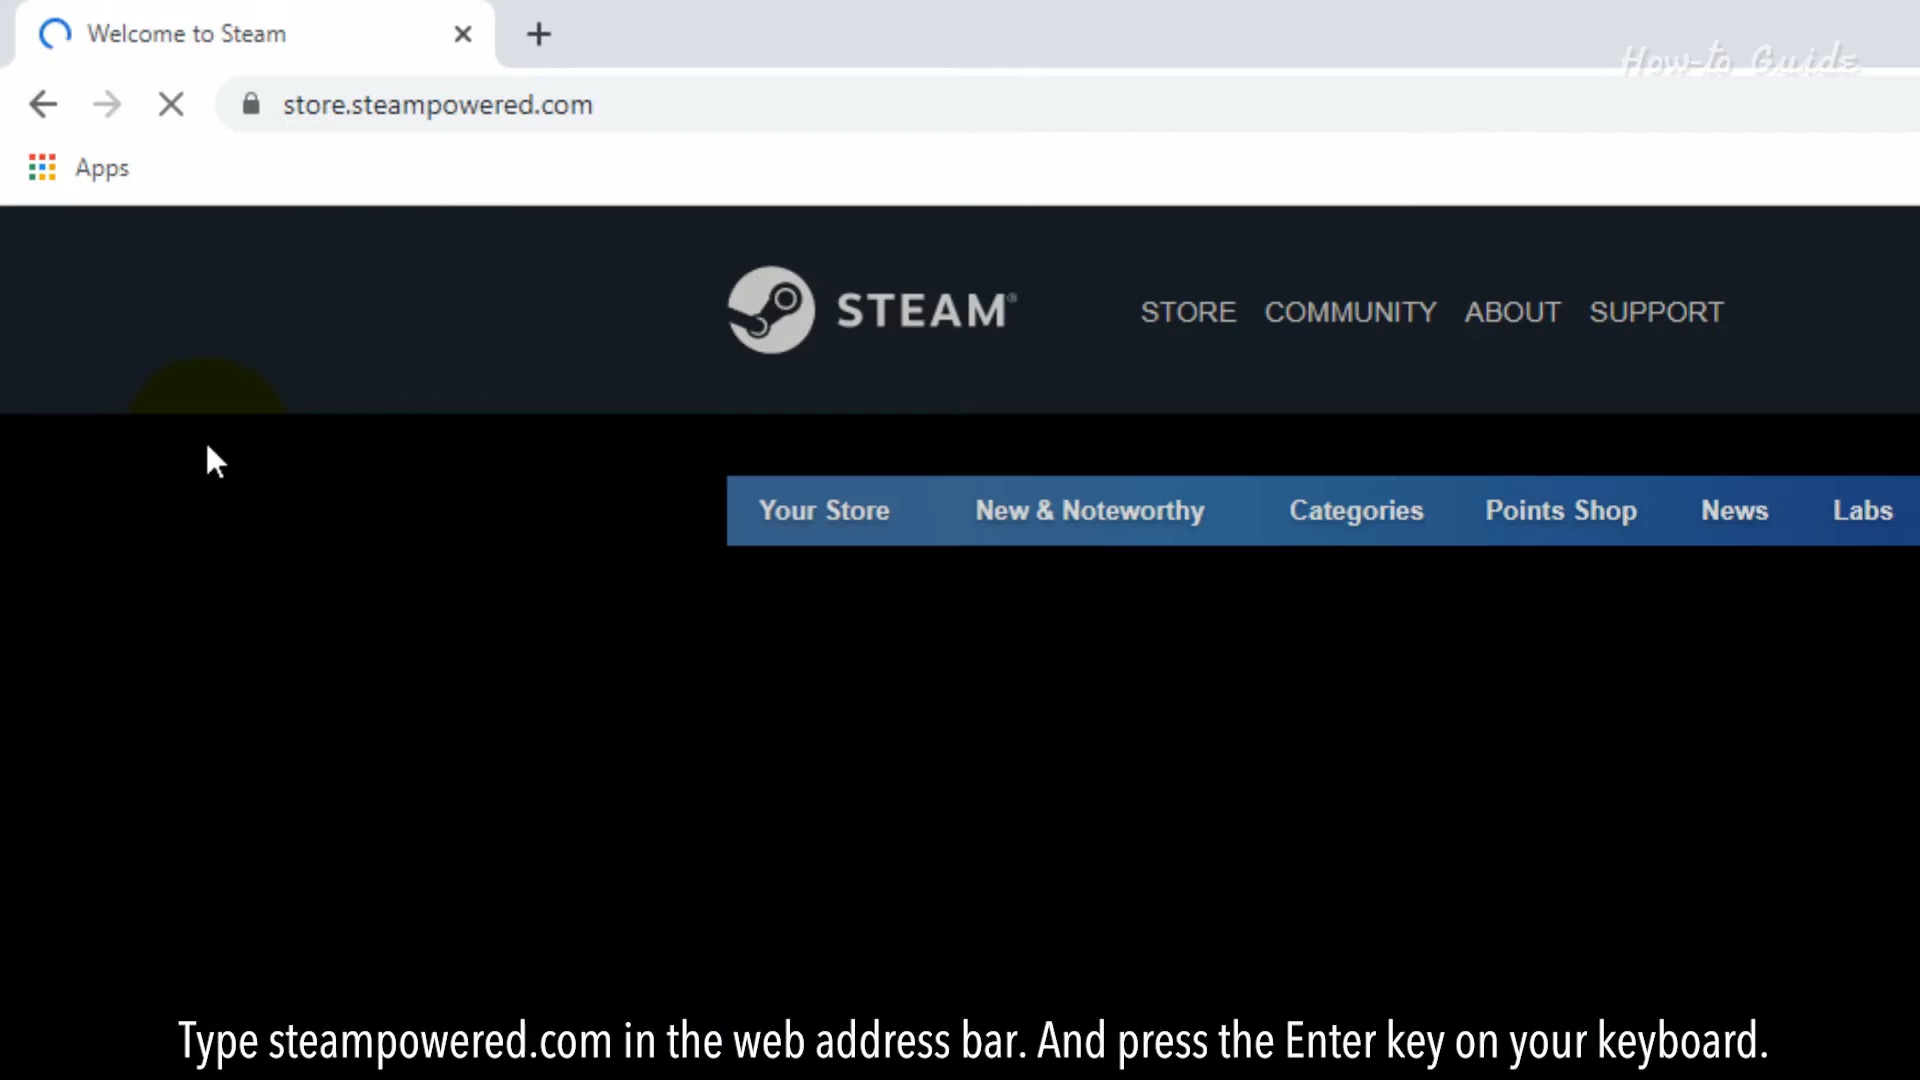 Welcome to Steam
How-to Guide
store.steampowered.com
Apps
STEAM® STORE COMMUNITY ABOUT SUPPORT
Your Store New & Noteworthy Categories Points Shop News Labs
Type steampowered.com in the web address bar. And press the Enter key on your keyboard.